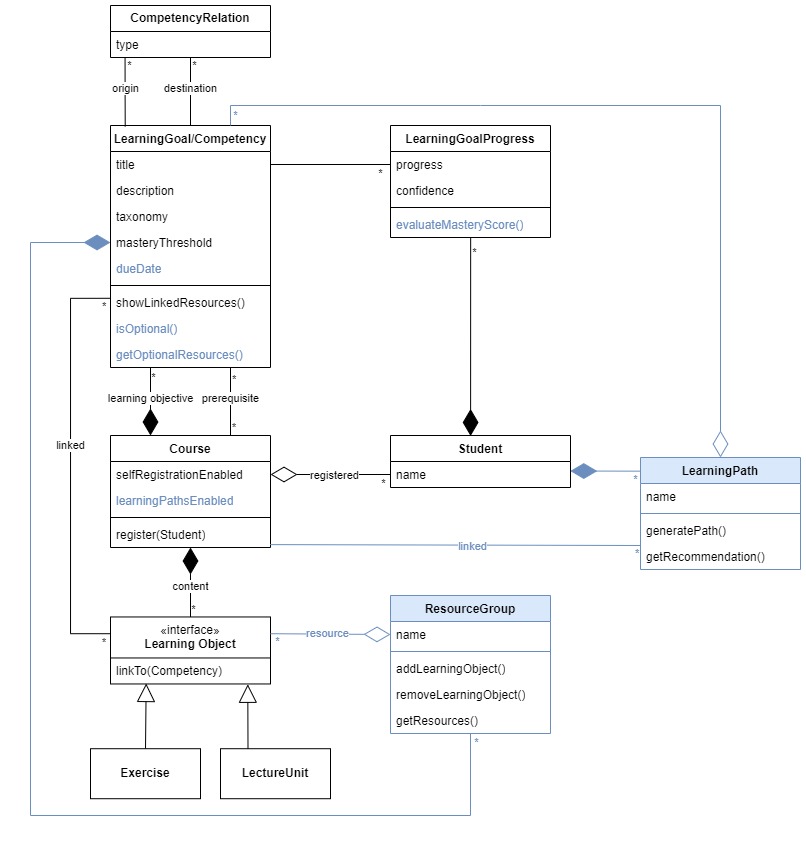 CompetencyRelation
type
*
*
origin
destination
*
LearningGoal/Competency
title
description
taxonomy
masteryThreshold
dueDate
showLinkedResources()
isOptional()
getOptionalResources()
*
LearningGoalProgress
progress
confidence
evaluateMasteryScore()
*
*
*
*
learning objective
prerequisite
*
linked
Course
selfRegistrationEnabled
learningPathsEnabled
register(Student)
registered
*
Student
name
*
LearningPath
name
generatePath()
getRecommendation()
linked
*
content
*
«interface»
Learning Object
linkTo(Competency)
*
*
resource
ResourceGroup
name
addLearningObject()
removeLearningObject()
getResources()
*
Exercise
LectureUnit